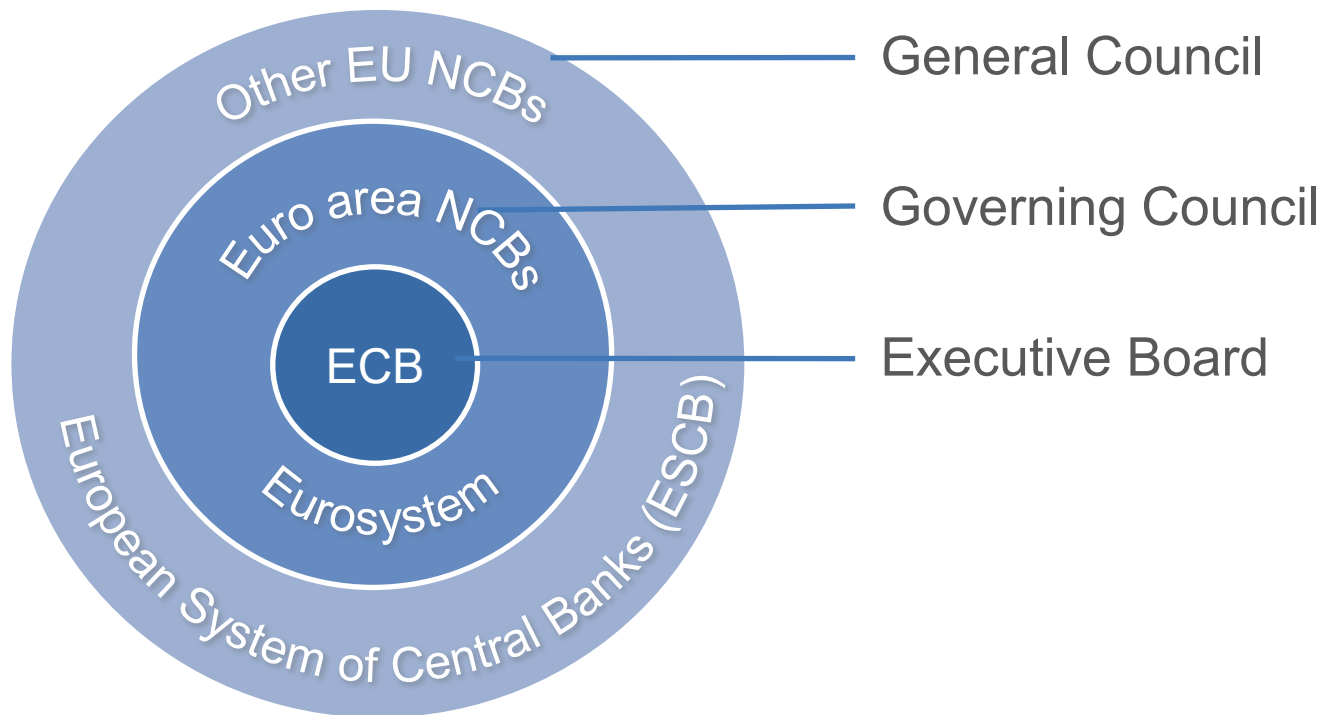 Other EU NCBs
General Council
Euro area NCBs
Governing Council
ECB
Executive Board
Eurosystem
European System of Central Banks (ESCB)